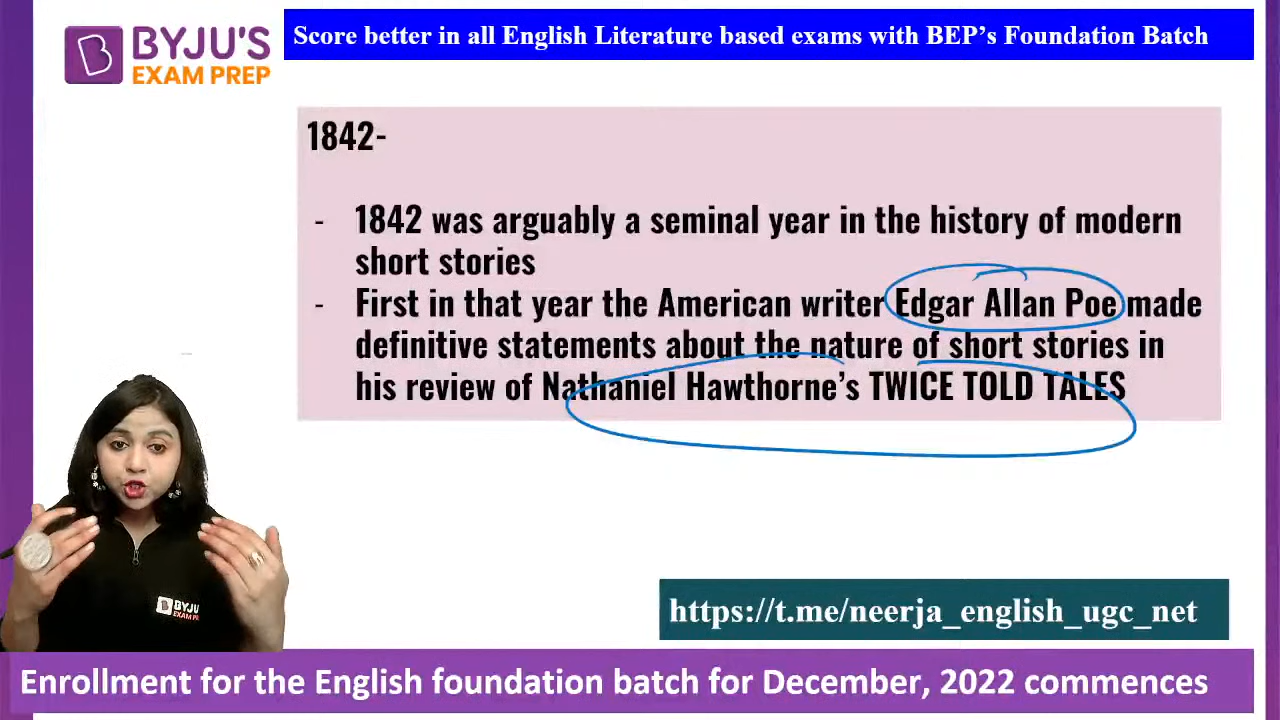 BYJU'S
EXAM PREP
Score better in all English Literature based exams with BEP's Foundation Batch
1842-
- 1842 was arguably a seminal year in the history of modern
short stories
- First in that year the American writer Edgar Allan Poe made
definitive statements about the nature of short stories in
his review of Nathaniel Hawthorne's TWICE TOLD TALES
BYJU
EXAM PR
https://t.me/neerja_english_ugc_net
Enrollment for the English foundation batch for December, 2022 commences